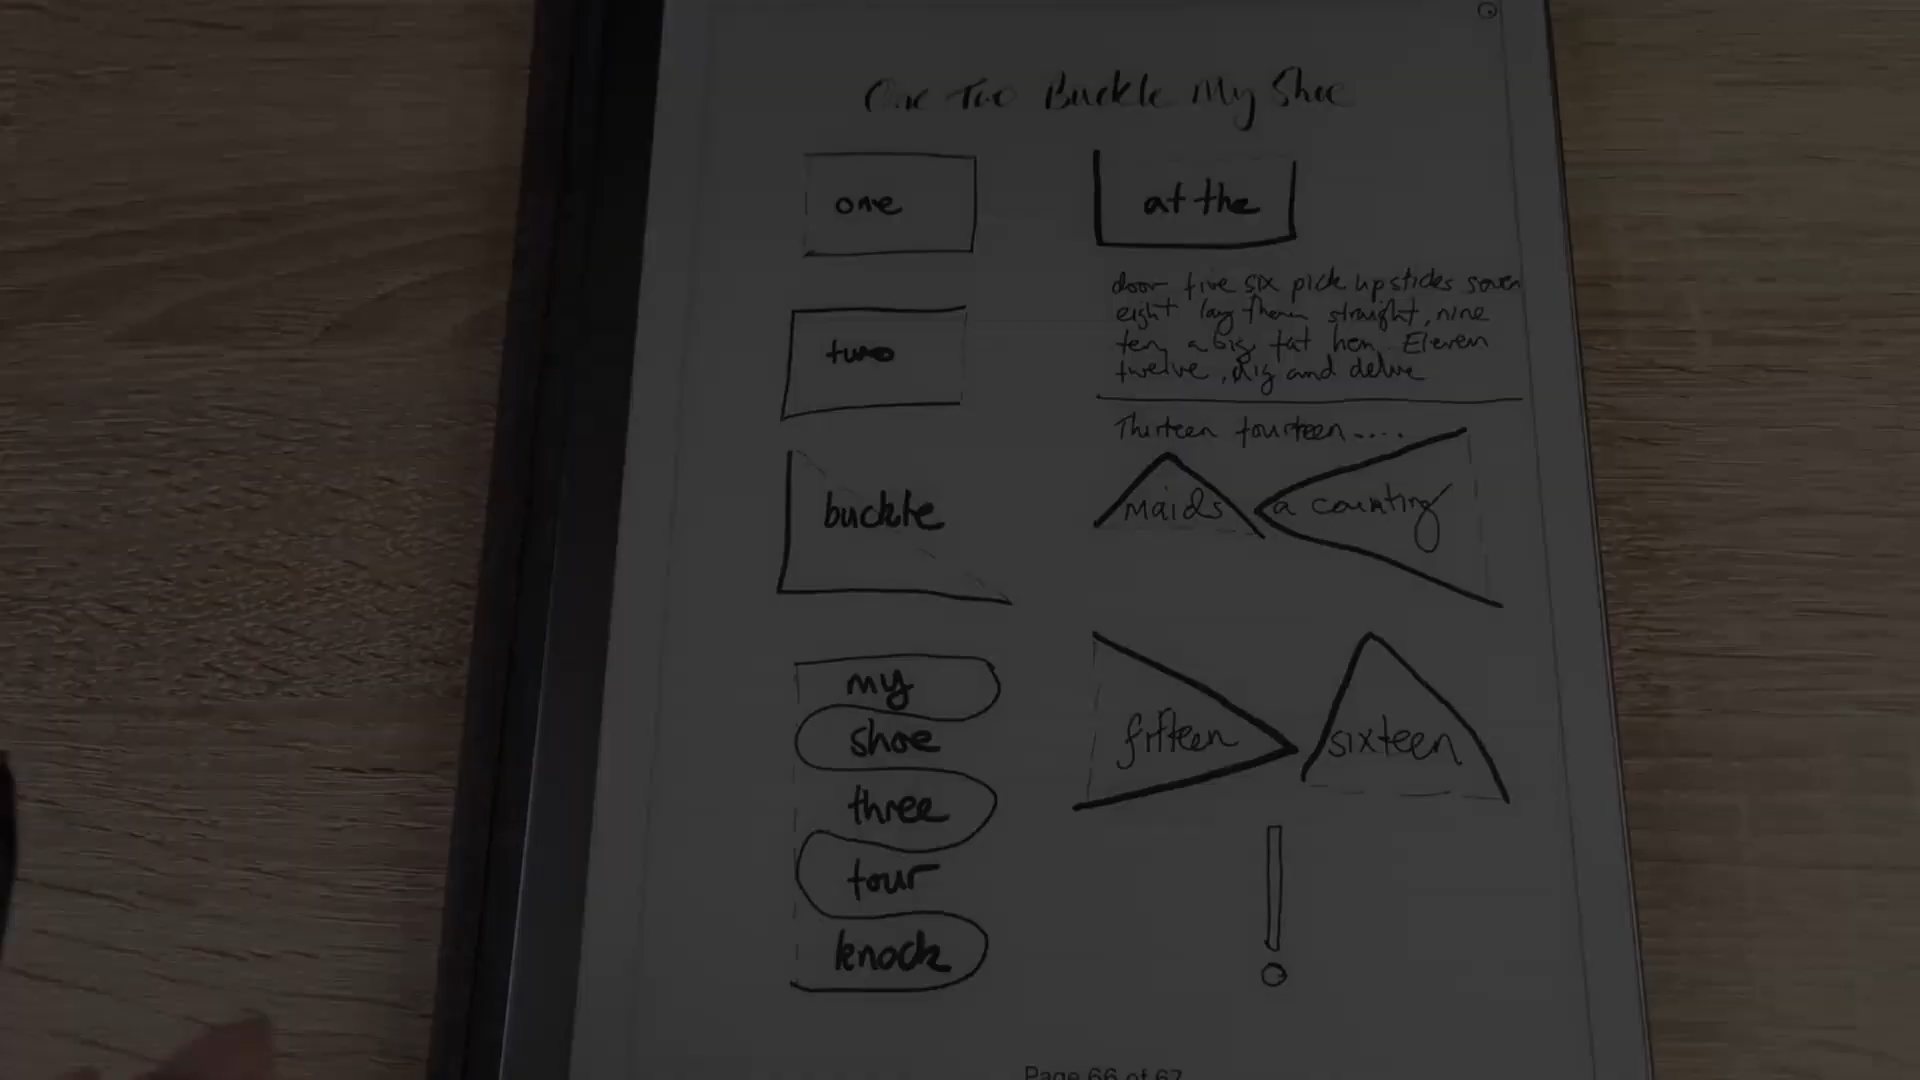 One Two Buckle My Shoe
one
two
buckle
my
shoe
three
four
knock
at the
door five six pick up sticks seven
eight lay them straight, nine
ten, a big fat hen. Eleven
twelve, dig and delve
Thirteen fourteen....
maids
a counting
fifteen
sixteen
!
Page 66 of 67